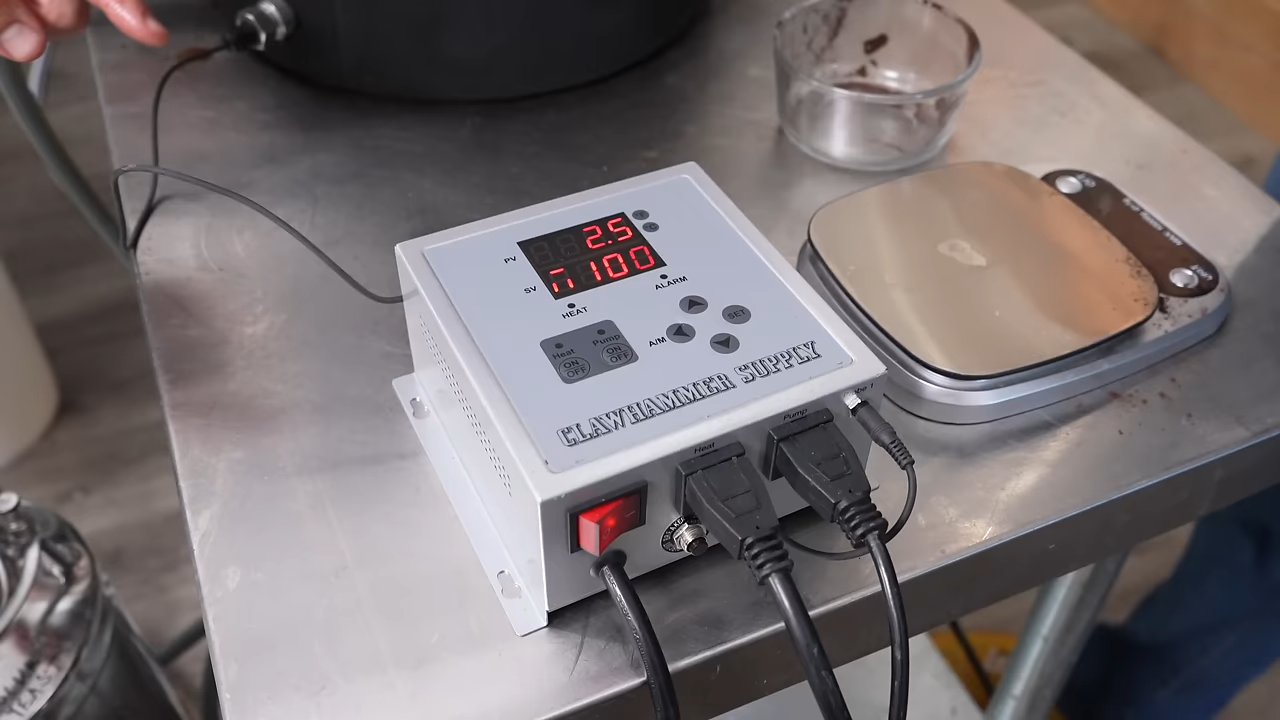 PV 2.5
SV 100
HEAT
ALARM
Heat
ON
OFF
Pump
ON
OFF
A/M
SET
CLAWHAMMER SUPPLY
Heat
Pump